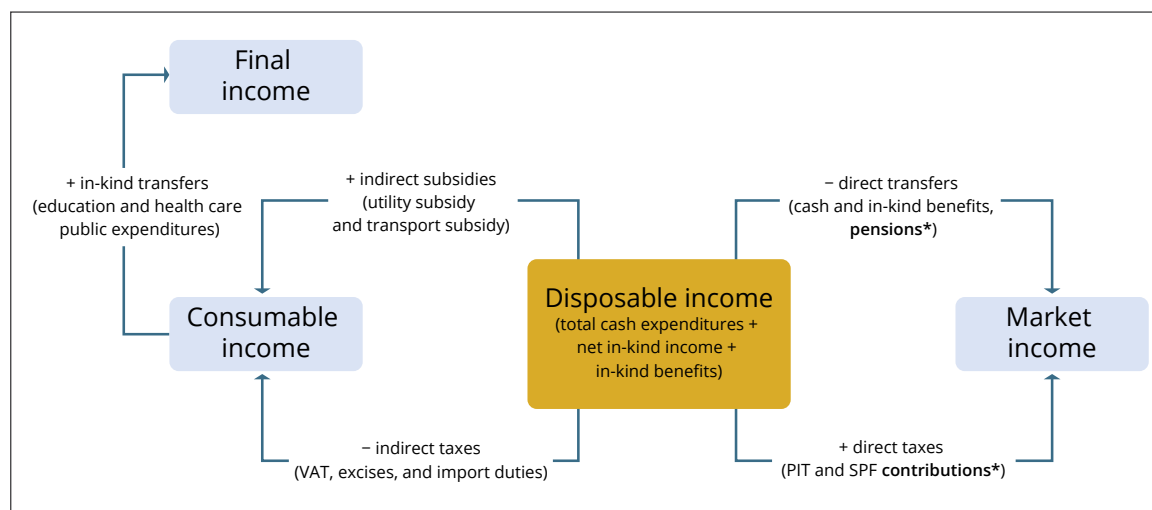 Final
income
+ in-kind transfers
(education and health care
public expenditures)
+ indirect subsidies
(utility subsidy
and transport subsidy)
− direct transfers
(cash and in-kind benefits,
pensions*)
Consumable
income
Disposable income
(total cash expenditures +
net in-kind income +
in-kind benefits)
Market
income
− indirect taxes
(VAT, excises, and import duties)
+ direct taxes
(PIT and SPF contributions*)